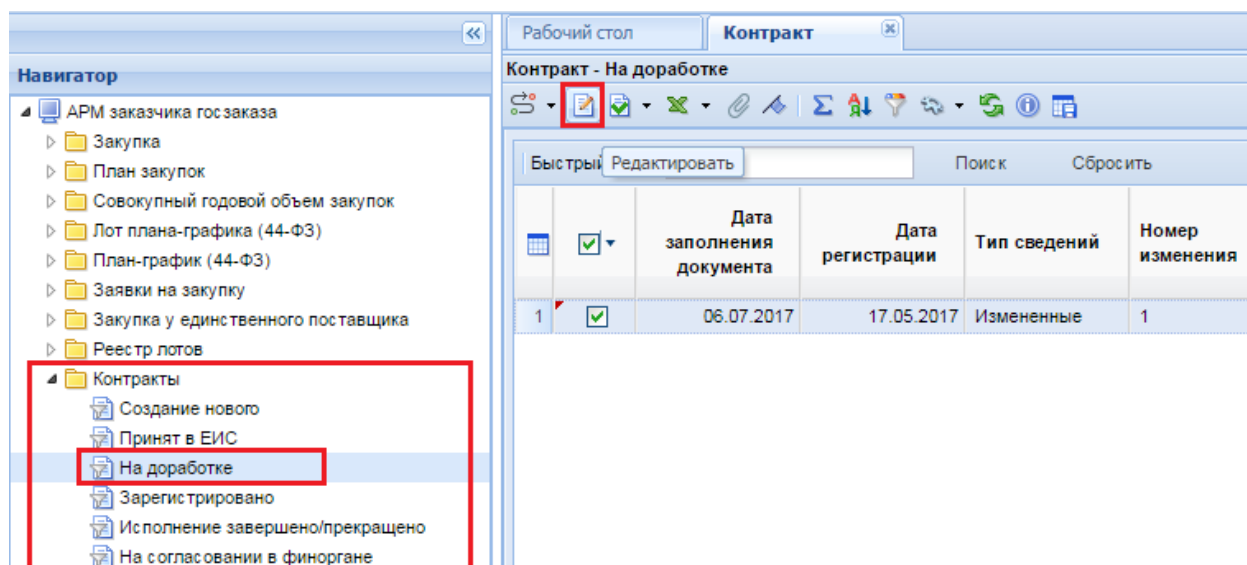 Навигатор
АРМ заказчика госзаказа
Закупка
План закупок
Совокупный годовой объем закупок
Лот плана-графика (44-ФЗ)
План-график (44-ФЗ)
Заявки на закупку
Закупка у единственного поставщика
Реестр лотов
Контракты
Создание нового
Принят в ЕИС
На доработке
Зарегистрировано
Исполнение завершено/прекращено
На согласовании в финоргане
Рабочий стол Контракт
Контракт - На доработке
Быстрый Редактировать Поиск Сбросить
Дата заполнения документа
Дата регистрации
Тип сведений
Номер изменения
1 06.07.2017 17.05.2017 Измененные 1